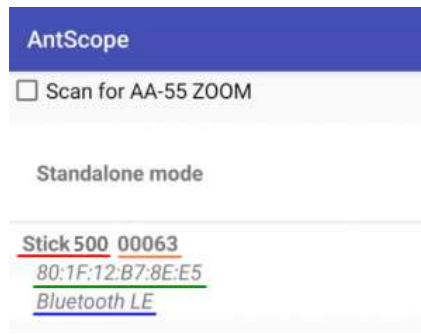 AntScope
Scan for AA-55 ZOOM
Standalone mode
Stick 500 00063
80:1F:12:B7:8E:E5
Bluetooth LE